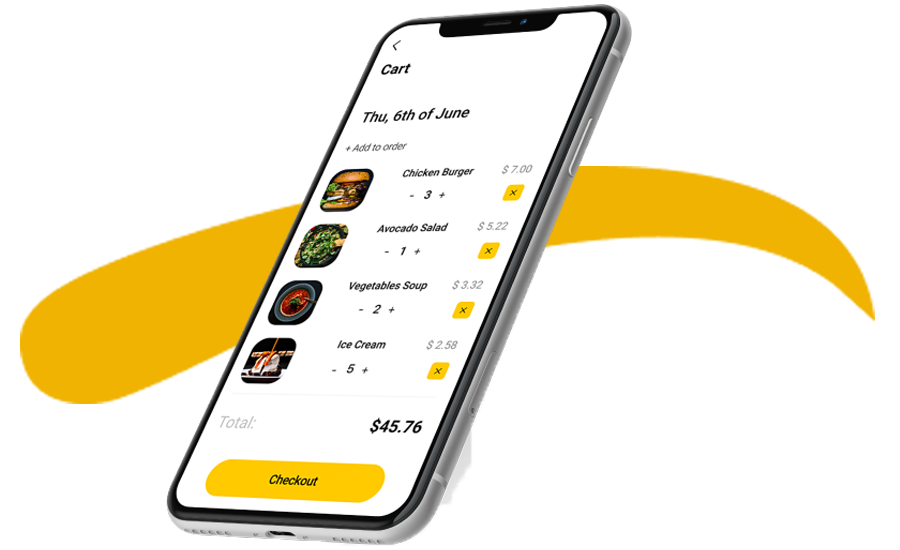 Cart
Thu, 6th of June
+ Add to order
Chicken Burger $ 7.00
- 3 + ×
Avocado Salad $ 5.22
- 1 + ×
Vegetables Soup $ 3.32
- 2 + ×
Ice Cream $ 2.58
- 5 + ×
Total: $45.76
Checkout